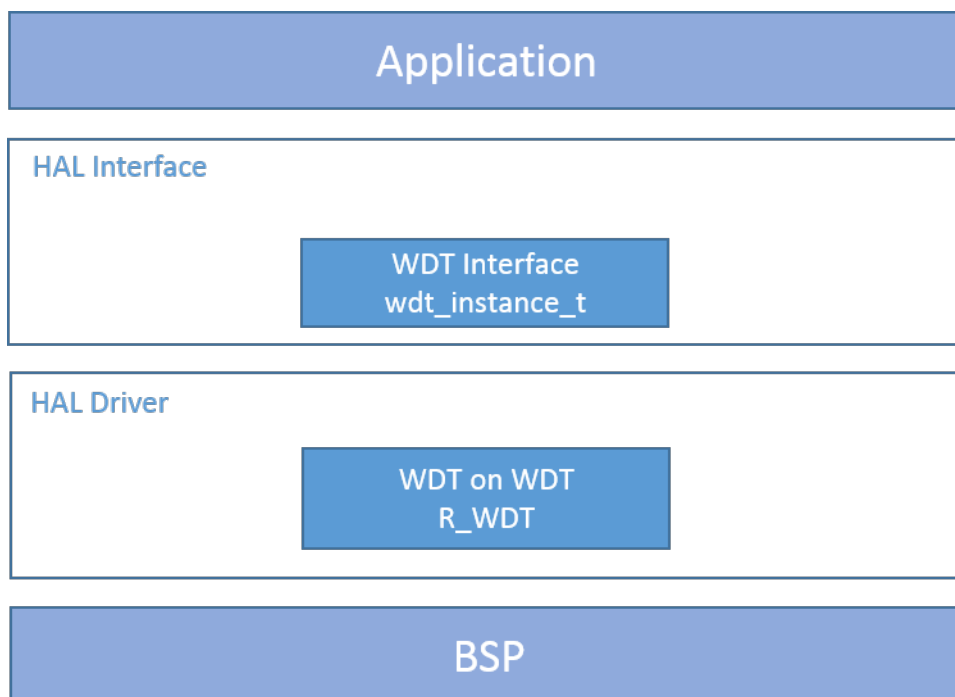 Application
HAL Interface
WDT Interface
wdt_instance_t
HAL Driver
WDT on WDT
R_WDT
BSP